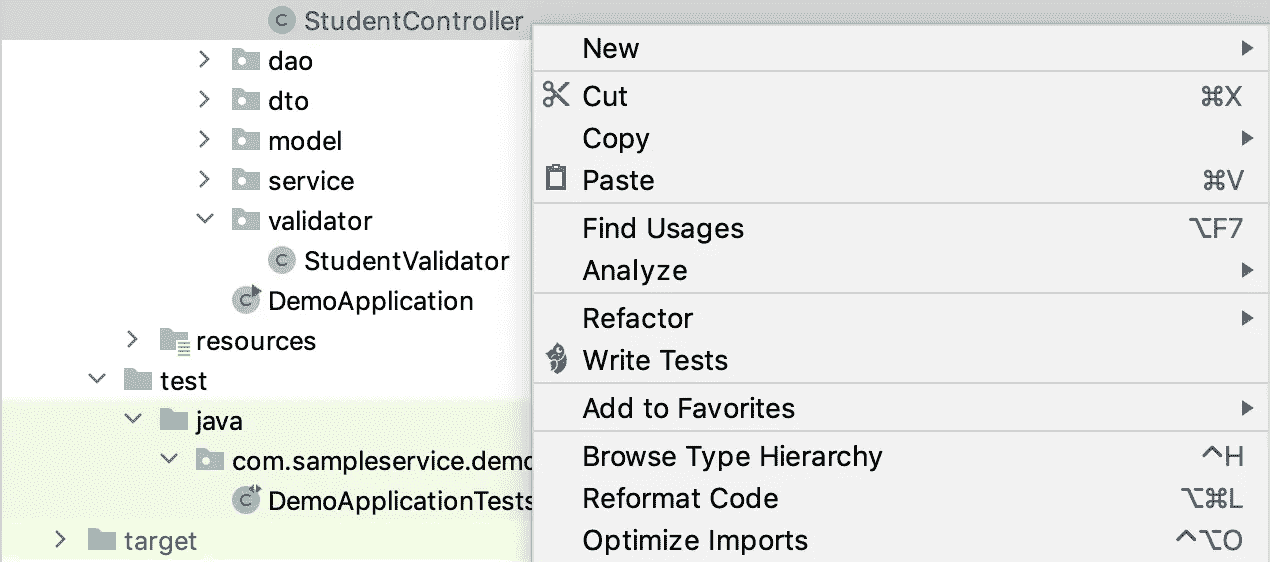 StudentController
dao
dto
model
service
validator
StudentValidator
DemoApplication
resources
test
java
com.sampleservice.demo
DemoApplicationTests
target
New
Cut ⌘X
Copy
Paste ⌘V
Find Usages ⌥F7
Analyze
Refactor
Write Tests
Add to Favorites
Browse Type Hierarchy ^H
Reformat Code ⌥⌘L
Optimize Imports ^⌥O